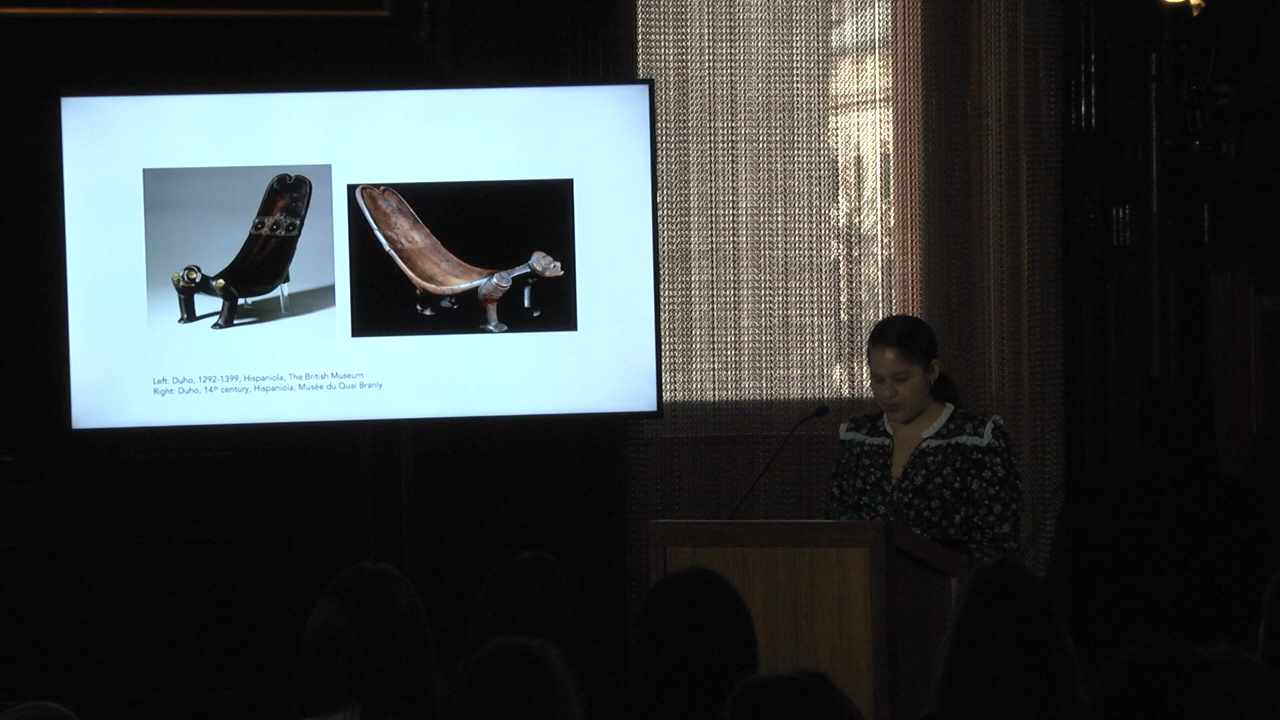 Left: Duho, 1292-1399, Hispaniola; The British Museum
Right: Duho, 14th century, Hispaniola; Musée du Quai Branly